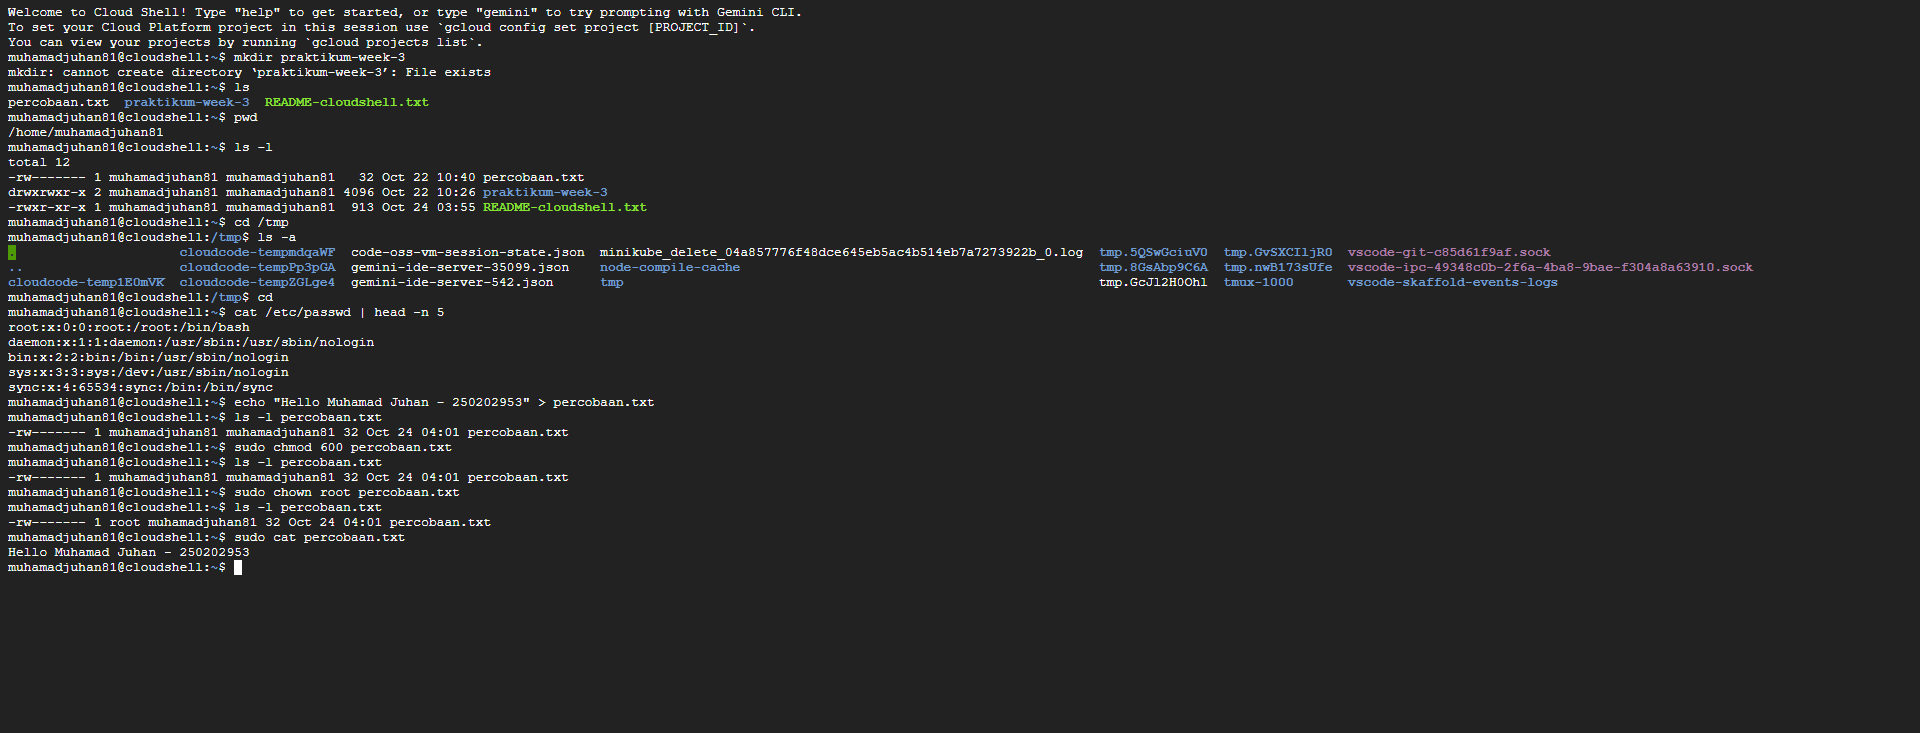 Welcome to Cloud Shell! Type "help" to get started, or type "gemini" to try prompting with Gemini CLI.
To set your Cloud Platform project in this session use `gcloud config set project [PROJECT_ID]`.
You can view your projects by running `gcloud projects list`.
muhamadjuhan81@cloudshell:~$ mkdir praktikum-week-3
mkdir: cannot create directory ‘praktikum-week-3’: File exists
muhamadjuhan81@cloudshell:~$ ls
percobaan.txt  praktikum-week-3  README-cloudshell.txt
muhamadjuhan81@cloudshell:~$ pwd
/home/muhamadjuhan81
muhamadjuhan81@cloudshell:~$ ls -l
total 12
-rw------- 1 muhamadjuhan81 muhamadjuhan81   32 Oct 22 10:40 percobaan.txt
drwxrwxr-x 2 muhamadjuhan81 muhamadjuhan81 4096 Oct 22 10:26 praktikum-week-3
-rwxr-xr-x 1 muhamadjuhan81 muhamadjuhan81  913 Oct 24 03:55 README-cloudshell.txt
muhamadjuhan81@cloudshell:~$ cd /tmp
muhamadjuhan81@cloudshell:/tmp$ ls -a
.                     cloudcode-tempmdqaWF  code-oss-vm-session-state.json  minikube_delete_04a857776f48dce645eb5ac4b514eb7a7273922b_0.log  tmp.5QSwGciuV0  tmp.GvSXCIljR0  vscode-git-c85d61f9af.sock
..                    cloudcode-tempPp3pGA  gemini-ide-server-35099.json    node-compile-cache                                              tmp.8GsAbp9C6A  tmp.nwB173sUfe  vscode-ipc-49348c0b-2f6a-4ba8-9bae-f304a8a63910.sock
cloudcode-temp1E0mVK  cloudcode-tempZGLge4  gemini-ide-server-542.json      tmp                                                             tmp.GcJl2H0Ohl  tmux-1000       vscode-skaffold-events-logs
muhamadjuhan81@cloudshell:/tmp$ cd
muhamadjuhan81@cloudshell:~$ cat /etc/passwd | head -n 5
root:x:0:0:root:/root:/bin/bash
daemon:x:1:1:daemon:/usr/sbin:/usr/sbin/nologin
bin:x:2:2:bin:/bin:/usr/sbin/nologin
sys:x:3:3:sys:/dev:/usr/sbin/nologin
sync:x:4:65534:sync:/bin:/bin/sync
muhamadjuhan81@cloudshell:~$ echo "Hello Muhamad Juhan - 250202953" > percobaan.txt
muhamadjuhan81@cloudshell:~$ ls -l percobaan.txt
-rw------- 1 muhamadjuhan81 muhamadjuhan81 32 Oct 24 04:01 percobaan.txt
muhamadjuhan81@cloudshell:~$ sudo chmod 600 percobaan.txt
muhamadjuhan81@cloudshell:~$ ls -l percobaan.txt
-rw------- 1 muhamadjuhan81 muhamadjuhan81 32 Oct 24 04:01 percobaan.txt
muhamadjuhan81@cloudshell:~$ sudo chown root percobaan.txt
muhamadjuhan81@cloudshell:~$ ls -l percobaan.txt
-rw------- 1 root muhamadjuhan81 32 Oct 24 04:01 percobaan.txt
muhamadjuhan81@cloudshell:~$ sudo cat percobaan.txt
Hello Muhamad Juhan - 250202953
muhamadjuhan81@cloudshell:~$